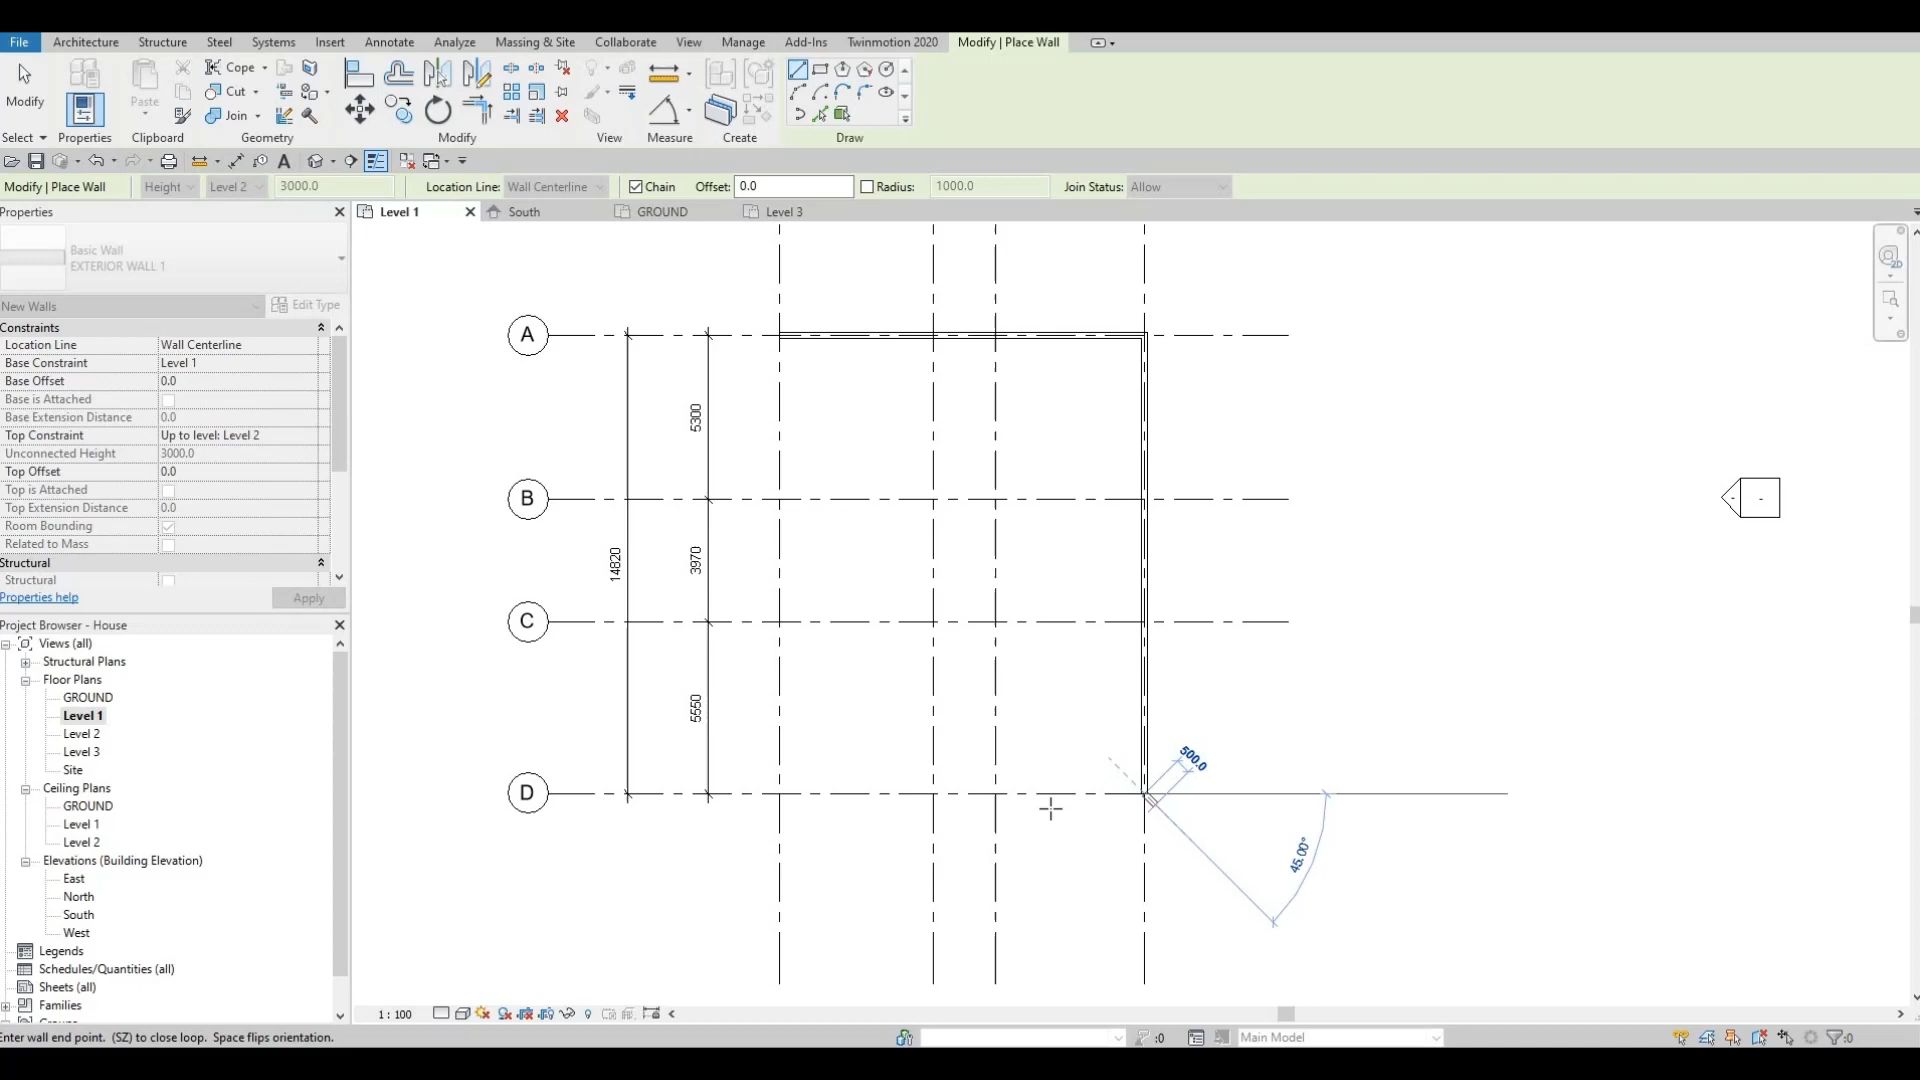 File Architecture Structure Steel Systems Insert Annotate Analyze Massing & Site Collaborate View Manage Add-Ins Twinmotion 2020 Modify | Place Wall
Cope
Modify
Paste
Cut
Join
Select Properties Clipboard Geometry Modify View Measure Create Draw
Modify | Place Wall Height Level 2 3000.0 Location Line: Wall Centerline Chain Offset: 0.0 Radius: 1000.0 Join Status: Allow
Properties
Level 1 South GROUND Level 3
Basic Wall
EXTERIOR WALL 1
New Walls Edit Type
Constraints
Location Line Wall Centerline
Base Constraint Level 1
Base Offset 0.0
Base is Attached
Base Extension Distance 0.0
Top Constraint Up to level: Level 2
Unconnected Height 3000.0
Top Offset 0.0
Top is Attached
Top Extension Distance 0.0
Room Bounding
Related to Mass
Structural
Structural
Properties help Apply
Project Browser - House
Views (all)
Structural Plans
Floor Plans
GROUND
Level 1
Level 2
Level 3
Site
Ceiling Plans
GROUND
Level 1
Level 2
Elevations (Building Elevation)
East
North
South
West
Legends
Schedules/Quantities (all)
Sheets (all)
Families
2D
A
5300
B
14820
3970
C
5550
500.0
D
45.00°
1 : 100
Enter wall end point. (SZ) to close loop. Space flips orientation.
:0
Main Model
:0